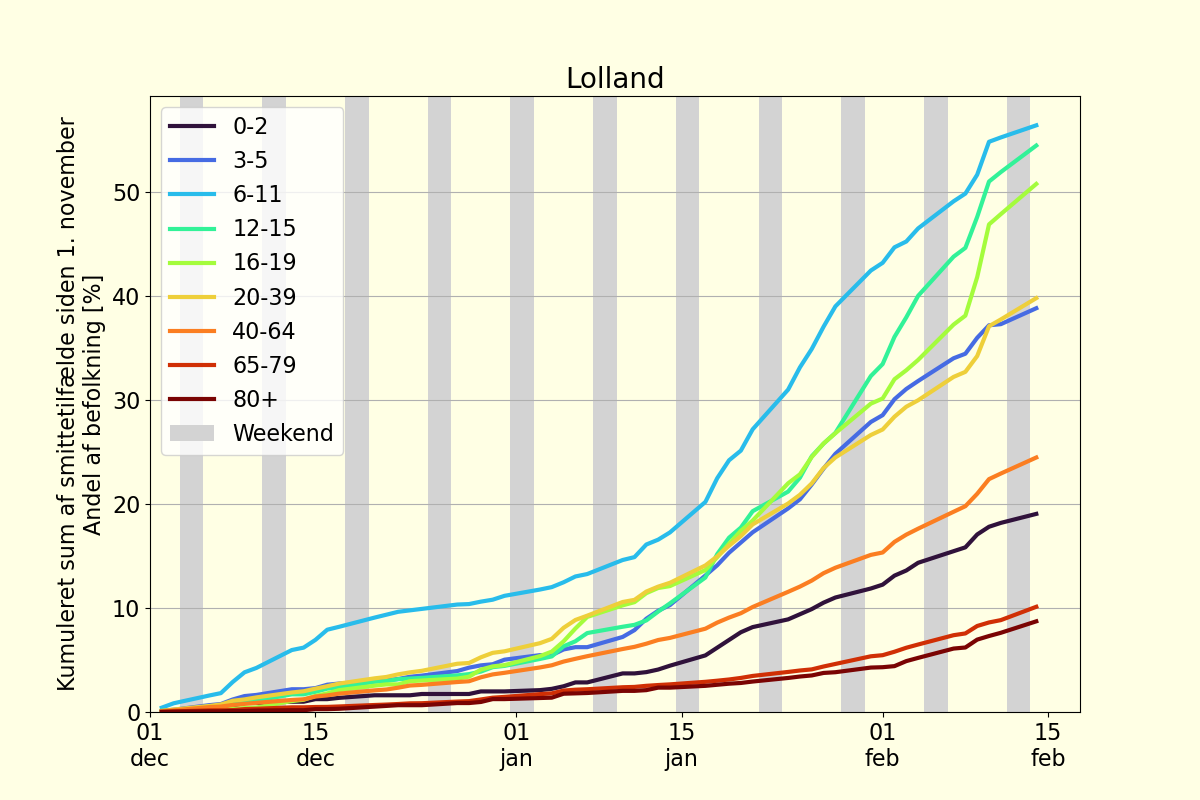 Lolland
Kumuleret sum af smittetilfælde siden 1. november
Andel af befolkning [%]
0-2
3-5
6-11
12-15
16-19
20-39
40-64
65-79
80+
Weekend
50
40
30
20
10
0
01
dec
15
dec
01
jan
15
jan
01
feb
15
feb